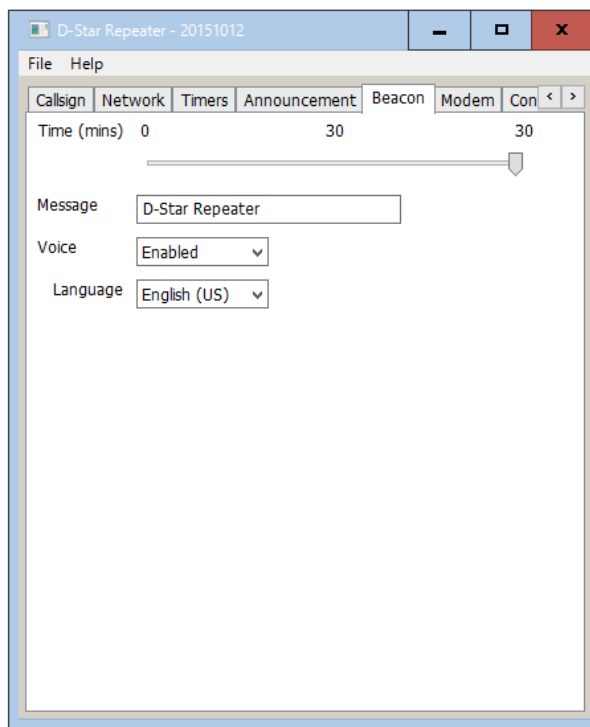 D-Star Repeater - 20151012
File Help
Callsign Network Timers Announcement Beacon Modem Con
Time (mins) 0 30 30
Message D-Star Repeater
Voice Enabled
Language English (US)